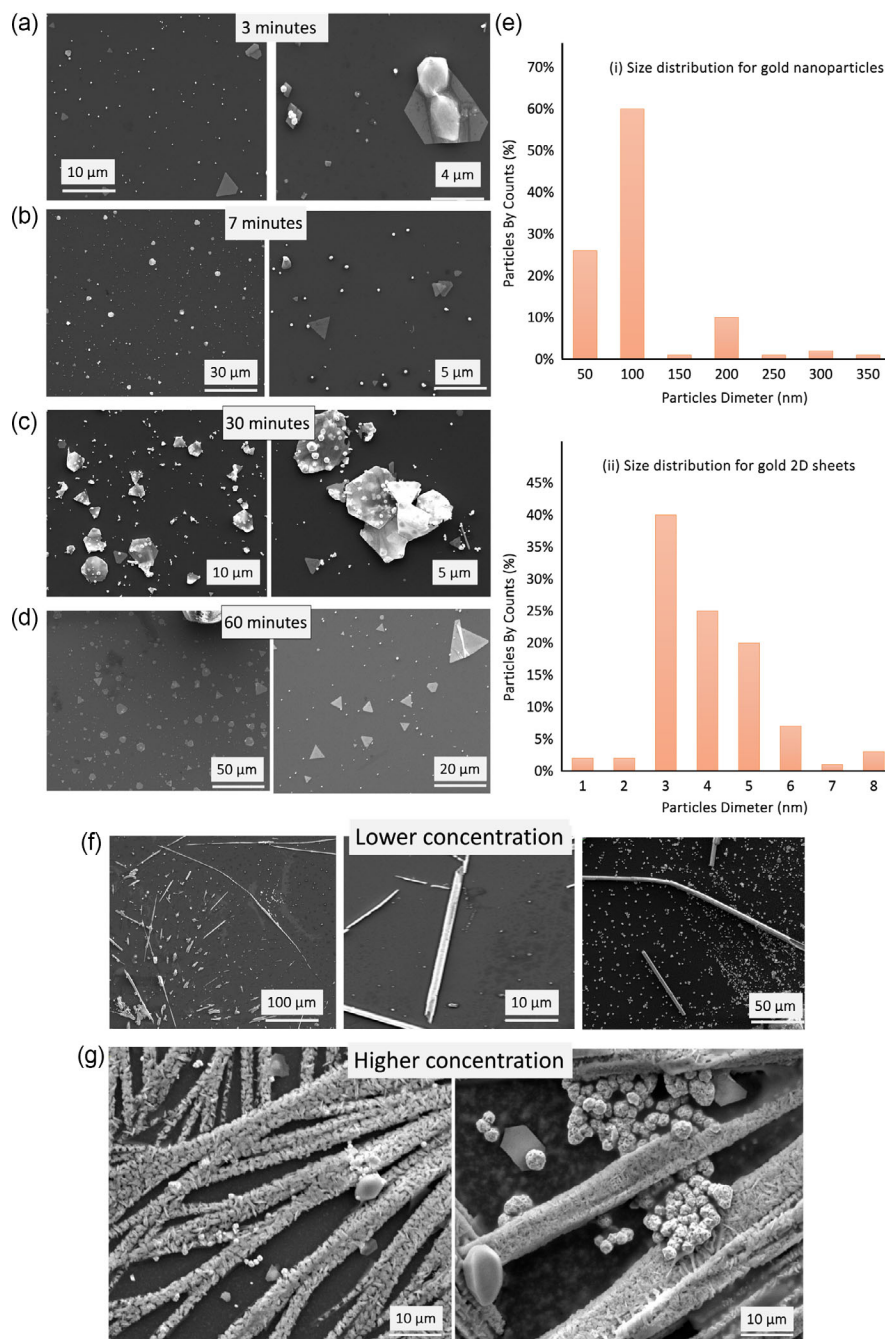 (a)
3 minutes
10 µm
4 µm
(b)
7 minutes
30 µm
5 µm
(c)
30 minutes
10 µm
5 µm
(d)
60 minutes
50 µm
20 µm
(e)
(i) Size distribution for gold nanoparticles
Particles By Counts (%)
70%
60%
50%
40%
30%
20%
10%
0%
50 100 150 200 250 300 350
Particles Dimeter (nm)
(ii) Size distribution for gold 2D sheets
Particles By Counts (%)
45%
40%
35%
30%
25%
20%
15%
10%
5%
0%
1 2 3 4 5 6 7 8
Particles Dimeter (nm)
(f)
Lower concentration
100 µm
10 µm
50 µm
(g)
Higher concentration
10 µm
10 µm